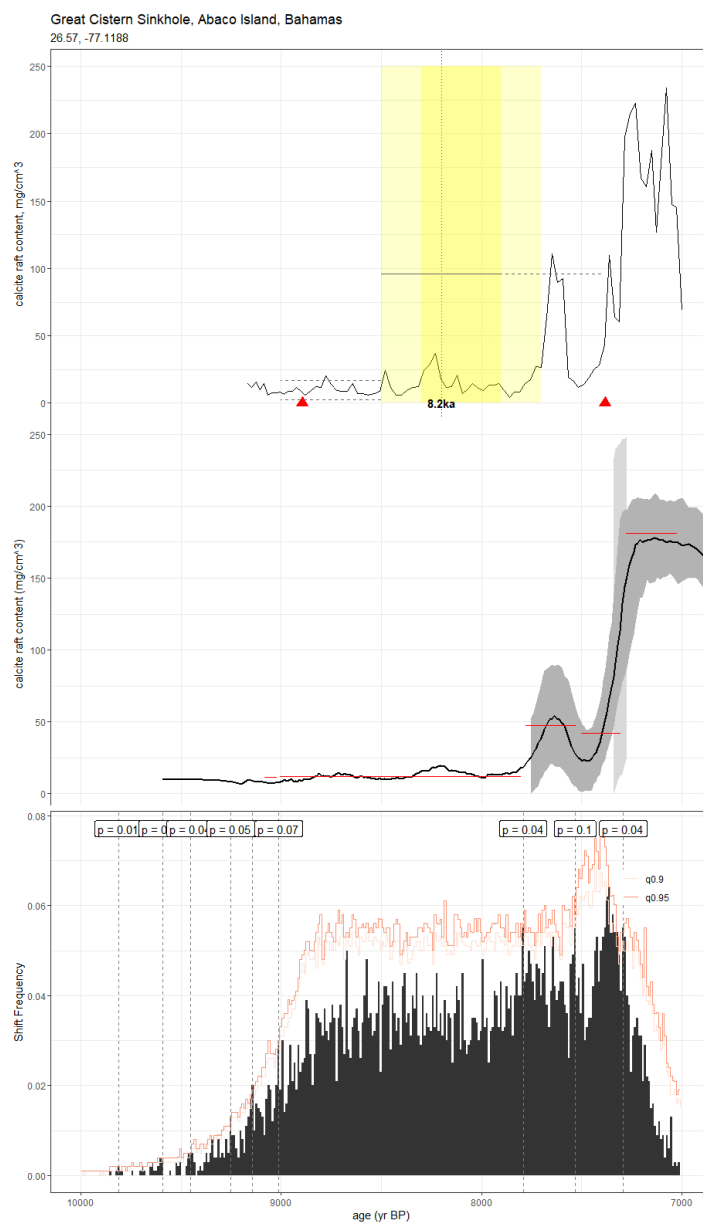 Great Cistern Sinkhole, Abaco Island, Bahamas
26.57, -77.1188
calcite raft content, mg/cm^3
250
200
150
100
50
0
8.2ka
calcite raft content (mg/cm^3)
250
200
150
100
50
0
Shift Frequency
0.08
0.06
0.04
0.02
0.00
p = 0.01
p = 0.05
p = 0.07
p = 0.04
p = 0.1
p = 0.04
q0.9
q0.95
10000
9000
8000
7000
age (yr BP)